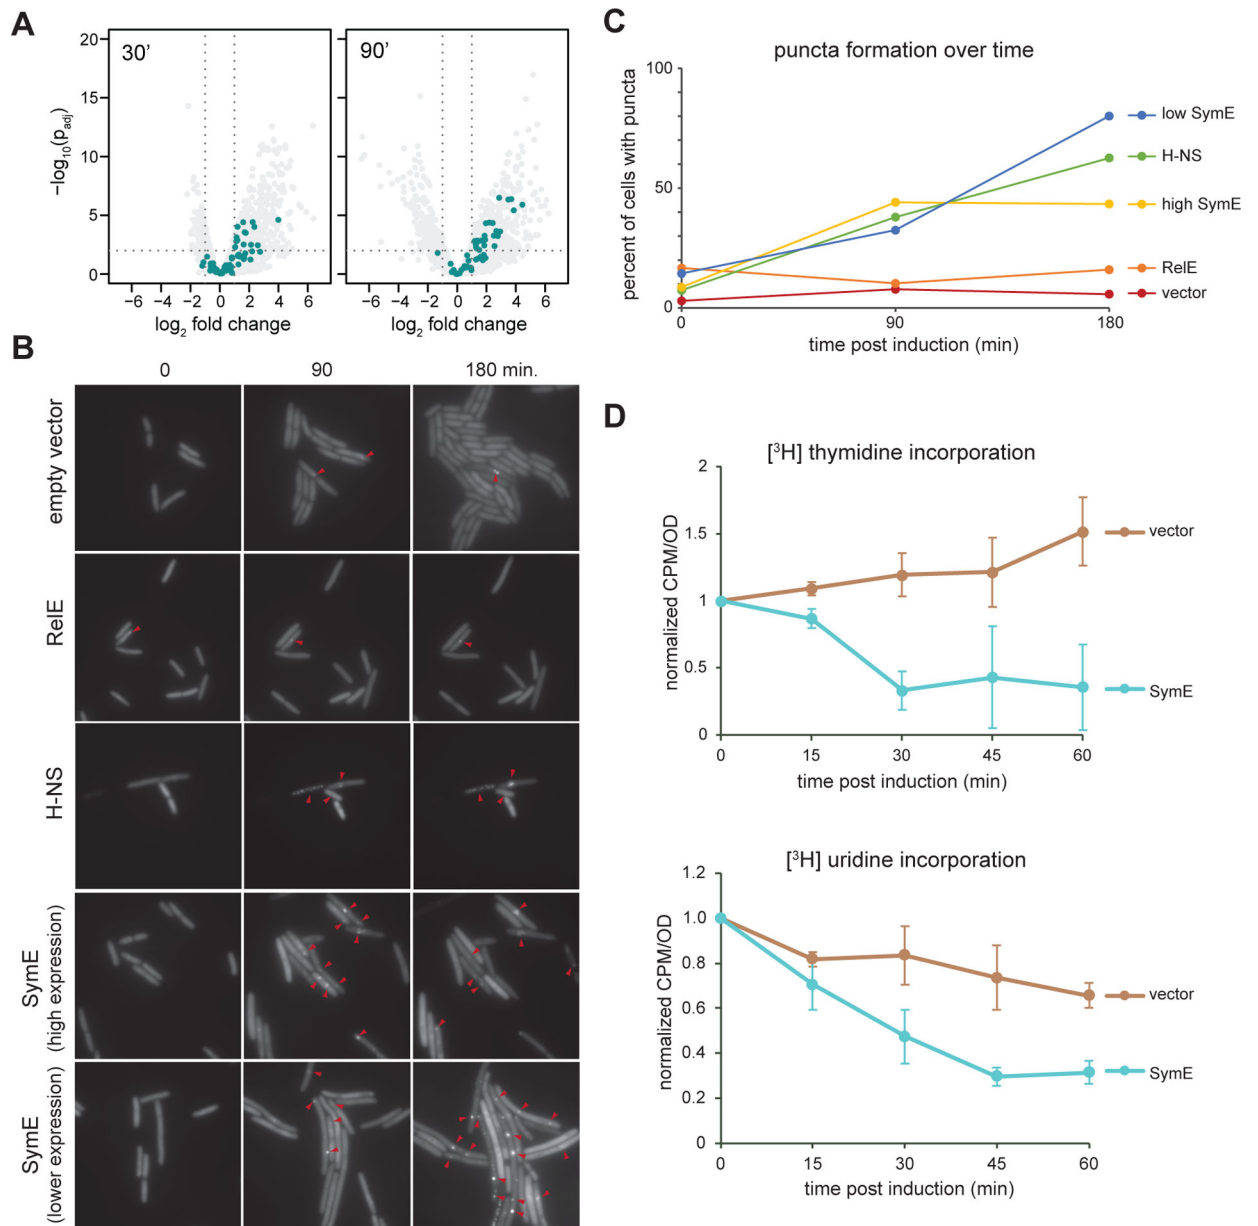 A
30'
90'
20
15
10
5
0
−log10(padj)
−6 −4 −2 0 2 4 6
−6 −4 −2 0 2 4 6
log2 fold change
log2 fold change
B
0 90 180 min.
empty vector
RelE
H-NS
SymE
(high expression)
SymE
(lower expression)
C
puncta formation over time
100
50
0
percent of cells with puncta
low SymE
H-NS
high SymE
RelE
vector
0 90 180
time post induction (min)
D
[³H] thymidine incorporation
2
1.5
1
0.5
0
normalized CPM/OD
vector
SymE
0 15 30 45 60
time post induction (min)
[³H] uridine incorporation
1.2
1.0
0.8
0.6
0.4
0.2
0
normalized CPM/OD
vector
SymE
0 15 30 45 60
time post induction (min)